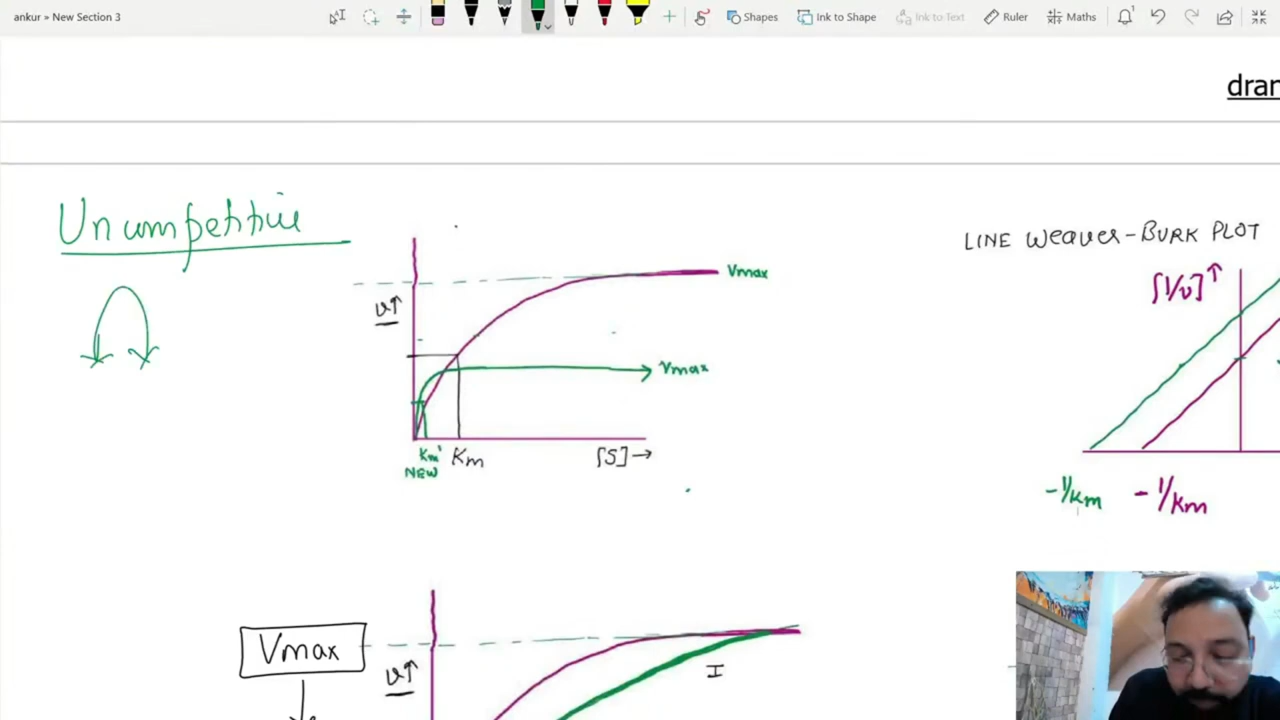 ankur » New Section 3
Shapes
Ink to Shape
Ink to Text
Ruler
Maths
dran
Uncompetitive
LINE WeaVer-BURK PLOT
[1/v]↑
v↑
Vmax
Vmax
Km'
NEW
Km
[S]→
-1/Km
-1/Km
Vmax
v↑
I